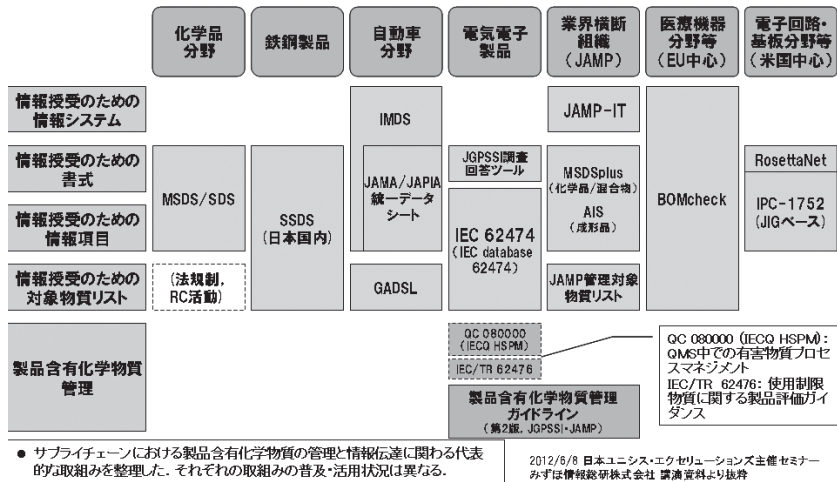 化学品
分野
鉄鋼製品
自動車
分野
電気電子
製品
業界横断
組織
(JAMP)
医療機器
分野等
(EU中心)
電子回路・
基板分野等
(米国中心)
情報授受のための
情報システム
IMDS
JAMP-IT
情報授受のための
書式
MSDS/SDS
SSDS
(日本国内)
JAMA/JAPIA
統一データ
シート
JGPSSI調査
回答ツール
MSDSplus
(化学品/混合物)
AIS
(成形品)
BOMcheck
RosettaNet
IPC-1752
(JIGベース)
情報授受のための
情報項目
IEC 62474
(IEC database
62474)
情報授受のための
対象物質リスト
(法規制,
RC活動)
GADSL
JAMP管理対象
物質リスト
製品含有化学物質
管理
QC 080000
(IECQ HSPM)
IEC/TR 62476
製品含有化学物質管理
ガイドライン
(第2版, JGPSSI・JAMP)
QC 080000 (IECQ HSPM):
QMS中での有害物質プロセ
スマネジメント
IEC/TR 62476: 使用制限
物質に関する製品評価ガイ
ダンス
● サプライチェーンにおける製品含有化学物質の管理と情報伝達に関わる代表
的な取組みを整理した. それぞれの取組みの普及・活用状況は異なる.
2012/6/8 日本ユニシス・エクセリューションズ主催セミナー
みずほ情報総研株式会社 講演資料より抜粋